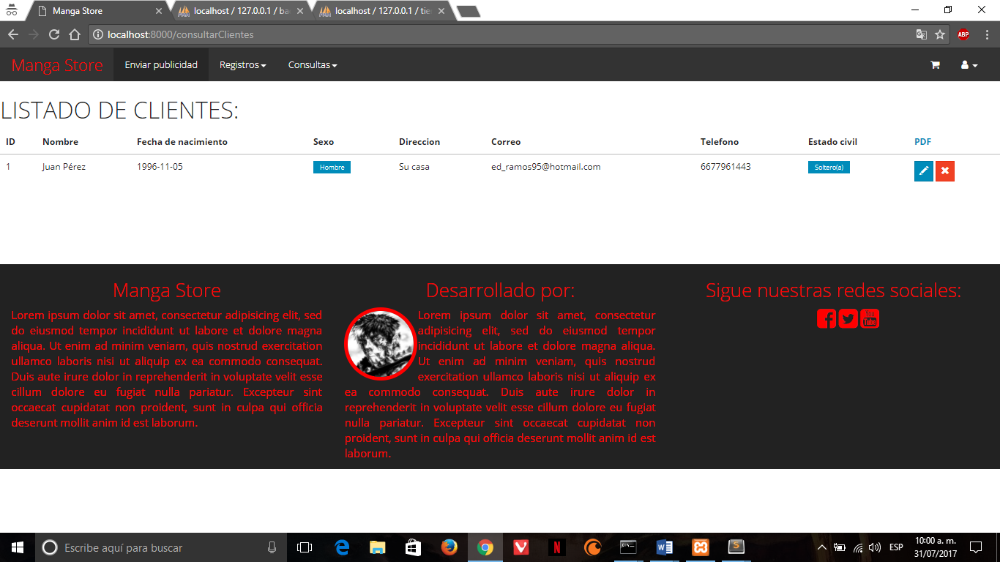 Manga Store
localhost / 127.0.0.1 / bac
localhost / 127.0.0.1 / tie
localhost:8000/consultarClientes
ABP
Manga Store Enviar publicidad Registros Consultas
LISTADO DE CLIENTES:
ID Nombre Fecha de nacimiento Sexo Direccion Correo Telefono Estado civil PDF
1 Juan Pérez 1996-11-05 Hombre Su casa ed_ramos95@hotmail.com 6677961443 Soltero(a)
Manga Store
Lorem ipsum dolor sit amet, consectetur adipisicing elit, sed
do eiusmod tempor incididunt ut labore et dolore magna
aliqua. Ut enim ad minim veniam, quis nostrud exercitation
ullamco laboris nisi ut aliquip ex ea commodo consequat.
Duis aute irure dolor in reprehenderit in voluptate velit esse
cillum dolore eu fugiat nulla pariatur. Excepteur sint
occaecat cupidatat non proident, sunt in culpa qui officia
deserunt mollit anim id est laborum.
Desarrollado por:
Lorem ipsum dolor sit amet, consectetur
adipisicing elit, sed do eiusmod tempor
incididunt ut labore et dolore magna aliqua.
Ut enim ad minim veniam, quis nostrud
exercitation ullamco laboris nisi ut aliquip ex
ea commodo consequat. Duis aute irure dolor in
reprehenderit in voluptate velit esse cillum dolore eu fugiat
nulla pariatur. Excepteur sint occaecat cupidatat non
proident, sunt in culpa qui officia deserunt mollit anim id est
laborum.
Sigue nuestras redes sociales:
You
Tube
Escribe aquí para buscar
ESP
10:00 a. m.
31/07/2017